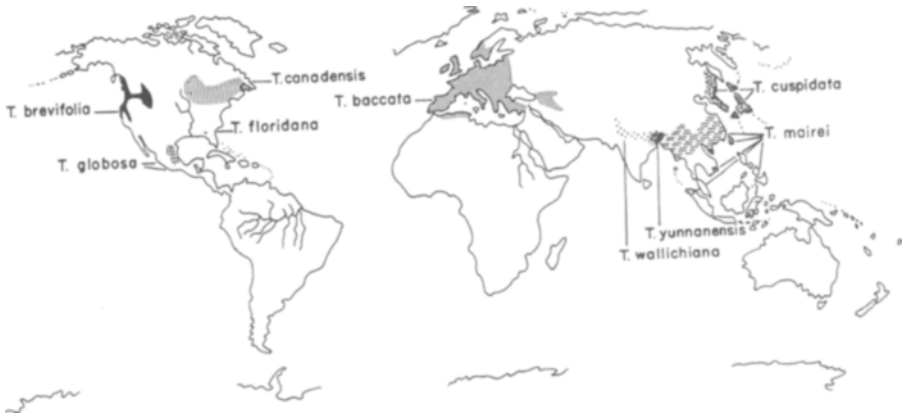 T. canadensis
T. brevifolia
T. floridana
T. globosa
T. baccata
T. cuspidata
T. mairei
T. yunnanensis
T. wallichiana